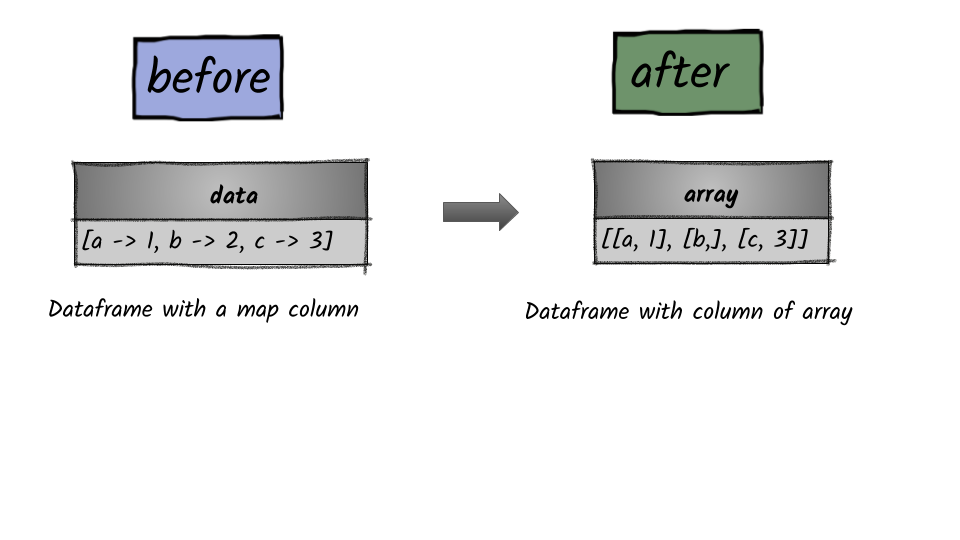 before
after
data
[a -> 1, b -> 2, c -> 3]
array
[[a, 1], [b,], [c, 3]]
Dataframe with a map column
Dataframe with column of array